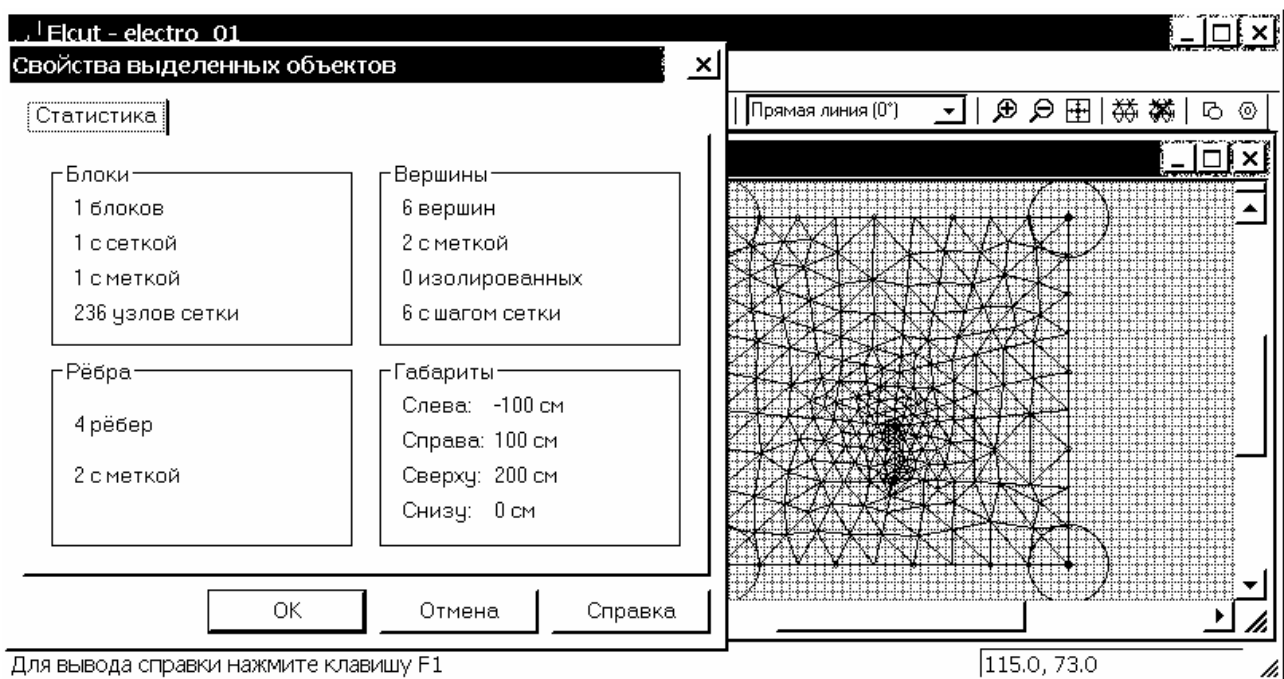 Elcut - electro_01
Свойства выделенных объектов
Статистика
Прямая линия (0°)
Блоки
1 блоков
1 с сеткой
1 с меткой
236 узлов сетки
Вершины
6 вершин
2 с меткой
0 изолированных
6 с шагом сетки
Рёбра
4 рёбер
2 с меткой
Габариты
Слева: -100 см
Справа: 100 см
Сверху: 200 см
Снизу: 0 см
OK
Отмена
Справка
Для вывода справки нажмите клавишу F1
115.0, 73.0